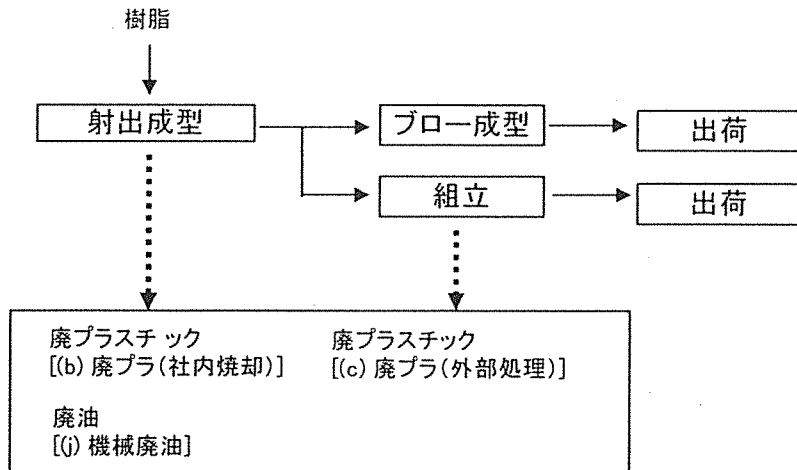 樹脂
射出成型
ブロー成型
出荷
組立
出荷
廃プラスチック
[(b) 廃プラ(社内焼却)]
廃プラスチック
[(c) 廃プラ(外部処理)]
廃油
[(j) 機械廃油]